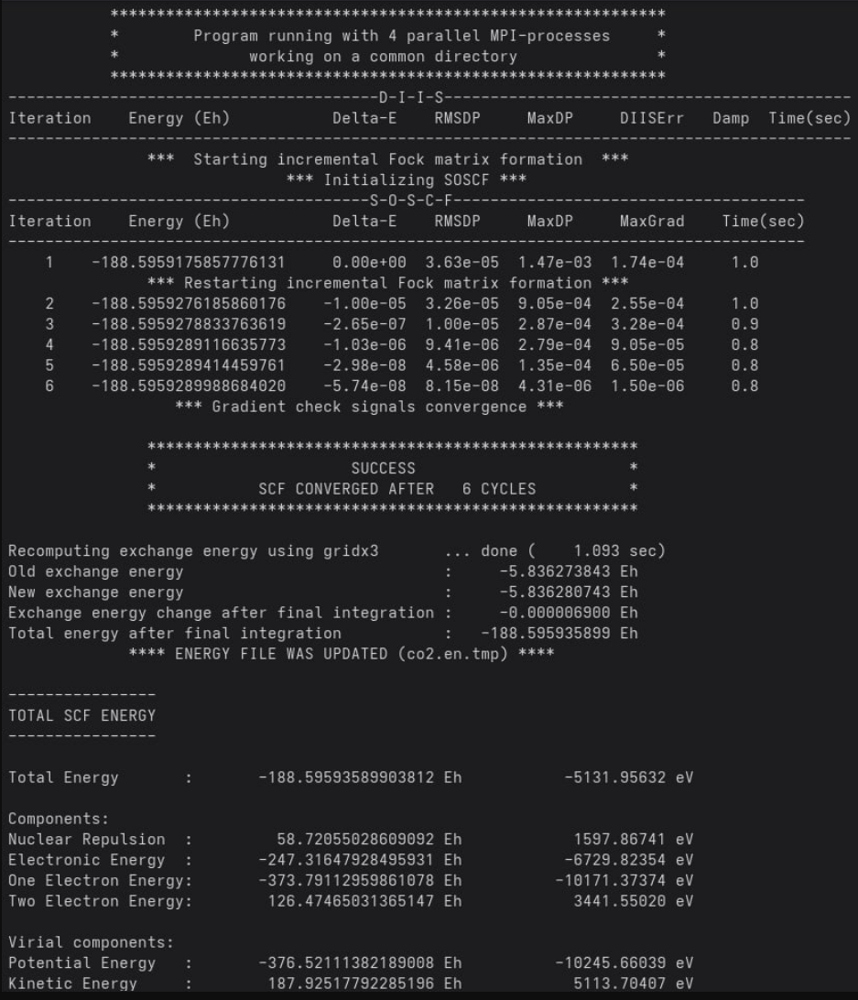 ************************************************************
*        Program running with 4 parallel MPI-processes     *
*              working on a common directory               *
************************************************************
----------------------------------------D-I-I-S--------------------------------------------
Iteration    Energy (Eh)           Delta-E    RMSDP     MaxDP     DIISErr   Damp  Time(sec)
-------------------------------------------------------------------------------------------
***  Starting incremental Fock matrix formation  ***
*** Initializing SOSCF ***
---------------------------------------S-O-S-C-F--------------------------------------
Iteration    Energy (Eh)           Delta-E    RMSDP     MaxDP     MaxGrad    Time(sec)
--------------------------------------------------------------------------------------
1    -188.5959175857776131     0.00e+00  3.63e-05  1.47e-03  1.74e-04     1.0
*** Restarting incremental Fock matrix formation ***
2    -188.5959276185860176    -1.00e-05  3.26e-05  9.05e-04  2.55e-04     1.0
3    -188.5959278833763619    -2.65e-07  1.00e-05  2.87e-04  3.28e-04     0.9
4    -188.5959289116635773    -1.03e-06  9.41e-06  2.79e-04  9.05e-05     0.8
5    -188.5959289414459761    -2.98e-08  4.58e-06  1.35e-04  6.50e-05     0.8
6    -188.5959289988684020    -5.74e-08  8.15e-08  4.31e-06  1.50e-06     0.8
*** Gradient check signals convergence ***
*****************************************************
*                     SUCCESS                       *
*           SCF CONVERGED AFTER   6 CYCLES          *
*****************************************************
Recomputing exchange energy using gridx3       ... done (    1.093 sec)
Old exchange energy                            :     -5.836273843 Eh
New exchange energy                            :     -5.836280743 Eh
Exchange energy change after final integration :     -0.000006900 Eh
Total energy after final integration           :   -188.595935899 Eh
**** ENERGY FILE WAS UPDATED (co2.en.tmp) ****
----------------
TOTAL SCF ENERGY
----------------
Total Energy       :       -188.59593589903812 Eh           -5131.95632 eV
Components:
Nuclear Repulsion  :         58.72055028609092 Eh            1597.86741 eV
Electronic Energy  :       -247.31647928495931 Eh           -6729.82354 eV
One Electron Energy:       -373.79112959861078 Eh          -10171.37374 eV
Two Electron Energy:        126.47465031365147 Eh            3441.55020 eV
Virial components:
Potential Energy   :       -376.52111382189008 Eh          -10245.66039 eV
Kinetic Energy     :        187.92517792285196 Eh            5113.70407 eV